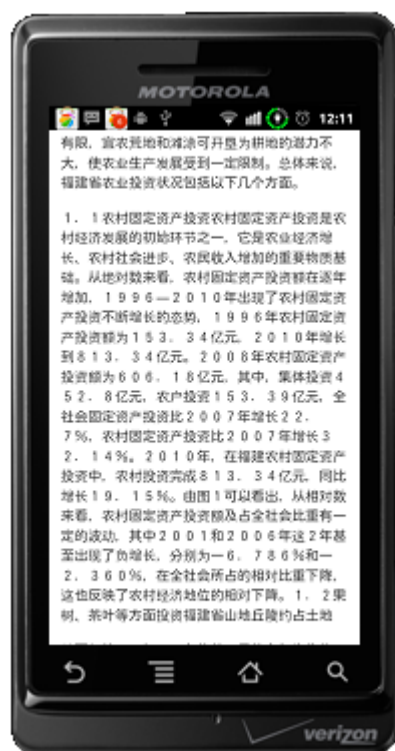 MOTOROLA
12:11
有限，宜农荒地和滩涂可开垦为耕地的潜力不
大，使农业生产发展受到一定限制。总体来说，
福建省农业投资状况包括以下几个方面。
１．１农村固定资产投资农村固定资产投资是农
村经济发展的初始环节之一，它是农业经济增
长、农村社会进步、农民收入增加的重要物质基
础。从绝对数来看，农村固定资产投资额在逐年
增加，１９９６—２０１０年出现了农村固定资
产投资不断增长的态势，１９９６年农村固定资
产投资额为１５３．３４亿元，２０１０年增长
到８１３．３４亿元。２００８年农村固定资产
投资额为６０６．１８亿元，其中，集体投资４
５２．８亿元，农户投资１５３．３９亿元，全
社会固定资产投资比２００７年增长２２．
７％，农村固定资产投资比２００７年增长３
２．１４％。２０１０年，在福建农村固定资产
投资中，农村投资完成８１３．３４亿元，同比
增长１９．１５％。由图１可以看出，从相对数
来看，农村固定资产投资额及占全社会比重有一
定的波动，其中２００１和２００６年这２年甚
至出现了负增长，分别为一６．７８６％和一
２．３６０％，在全社会所占的相对比重下降，
这也反映了农村经济地位的相对下降。１．２果
树、茶叶等方面投资福建省山地丘陵约占土地
verizon